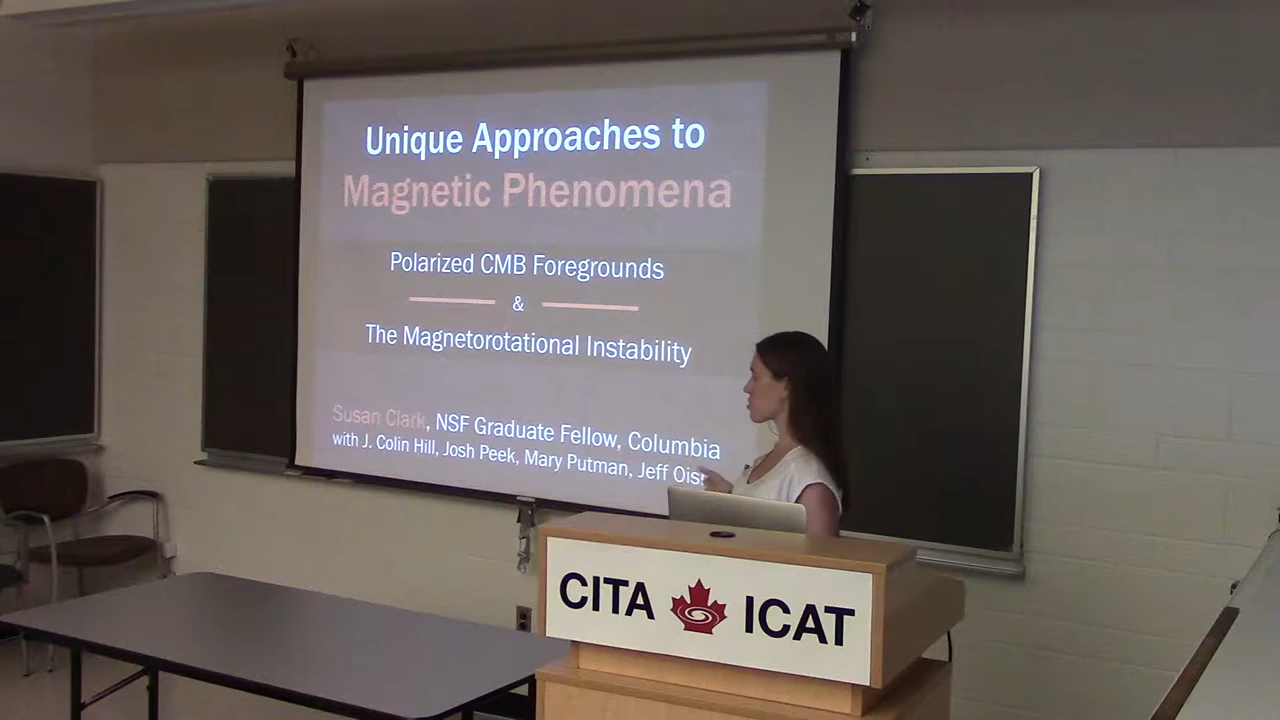 Unique Approaches to
Magnetic Phenomena
Polarized CMB Foregrounds
&
The Magnetorotational Instability
Susan Clark, NSF Graduate Fellow, Columbia
with J. Colin Hill, Josh Peek, Mary Putman, Jeff
CITA ICAT